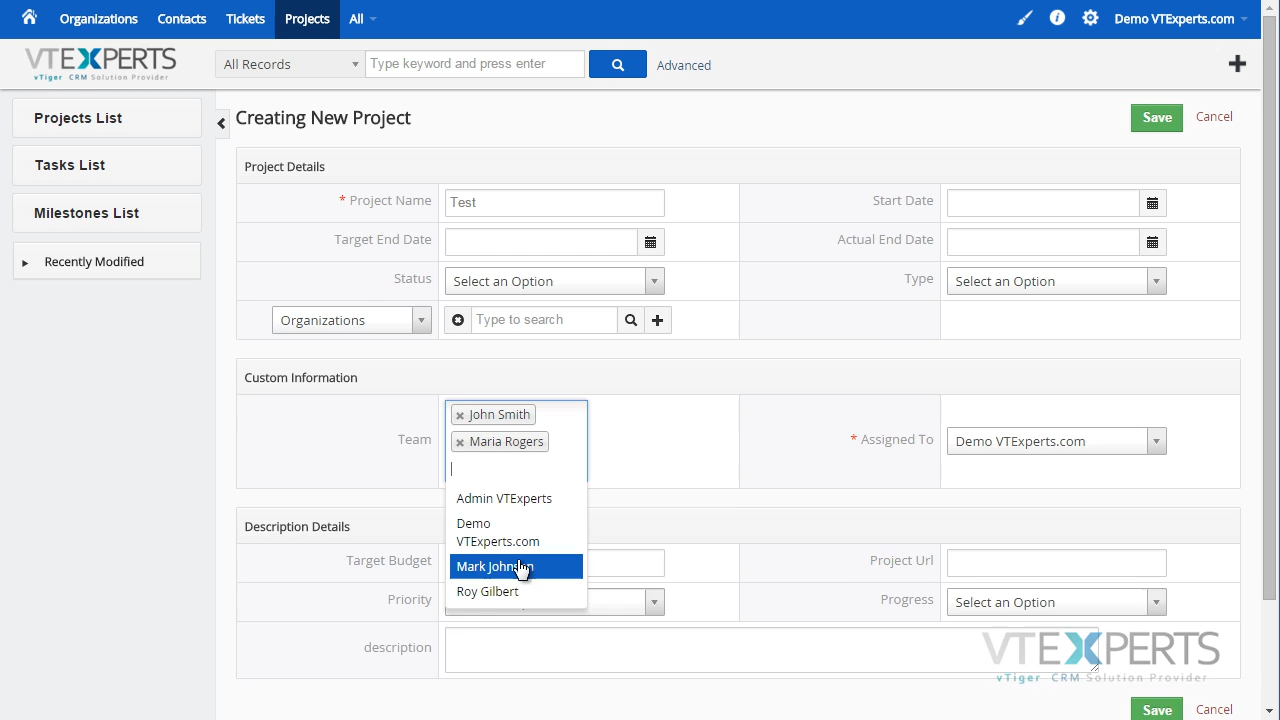 Organizations Contacts Tickets Projects All Demo VTExperts.com
VTEXPERTS
vTiger CRM Solution Provider
All Records Type keyword and press enter Advanced
Projects List
Tasks List
Milestones List
Recently Modified
Creating New Project Save Cancel
Project Details
* Project Name Test Start Date
Target End Date Actual End Date
Status Select an Option Type Select an Option
Organizations Type to search
Custom Information
Team John Smith
Maria Rogers
* Assigned To Demo VTExperts.com
Admin VTExperts
Demo
VTExperts.com
Mark Johnson
Roy Gilbert
Description Details
Target Budget Project Url
Priority Progress Select an Option
description
VTEXPERTS
vTiger CRM Solution Provider
Save Cancel